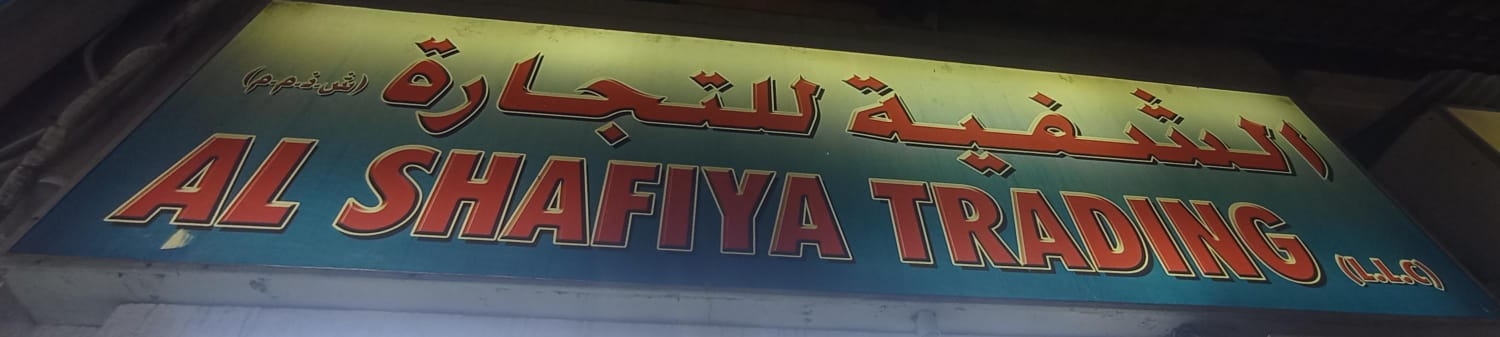 الشفية للتجارة (ش.ذ.م.م)
AL SHAFIYA TRADING (L.L.C)